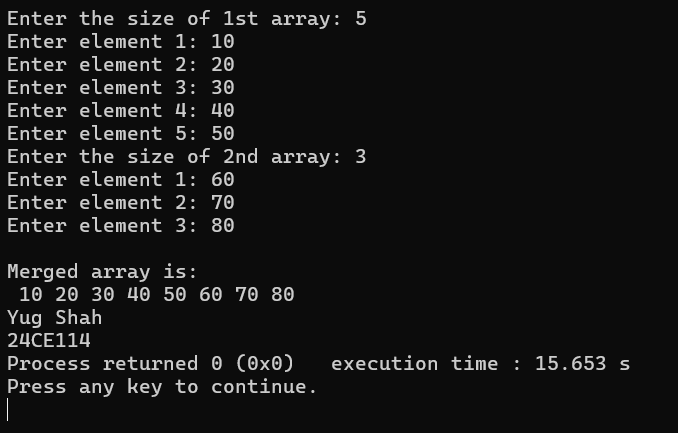 Enter the size of 1st array: 5
Enter element 1: 10
Enter element 2: 20
Enter element 3: 30
Enter element 4: 40
Enter element 5: 50
Enter the size of 2nd array: 3
Enter element 1: 60
Enter element 2: 70
Enter element 3: 80

Merged array is:
 10 20 30 40 50 60 70 80
Yug Shah
24CE114
Process returned 0 (0x0)   execution time : 15.653 s
Press any key to continue.